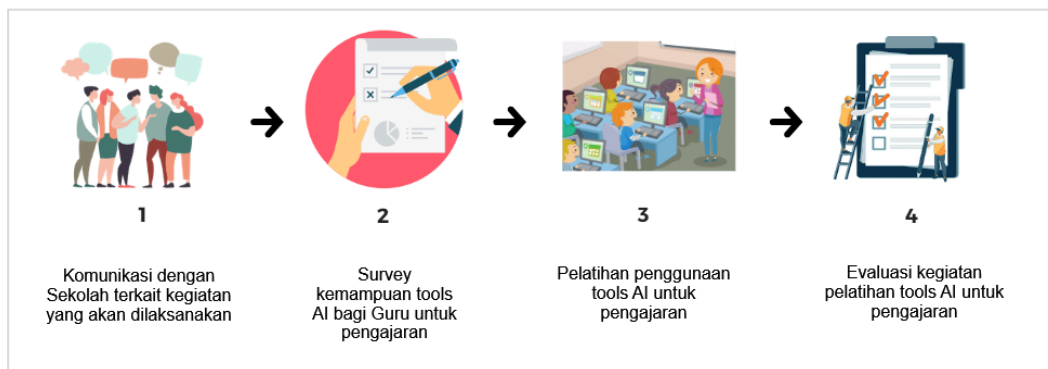 1
Komunikasi dengan
Sekolah terkait kegiatan
yang akan dilaksanakan
2
Survey
kemampuan tools
AI bagi Guru untuk
pengajaran
3
Pelatihan penggunaan
tools AI untuk
pengajaran
4
Evaluasi kegiatan
pelatihan tools AI untuk
pengajaran